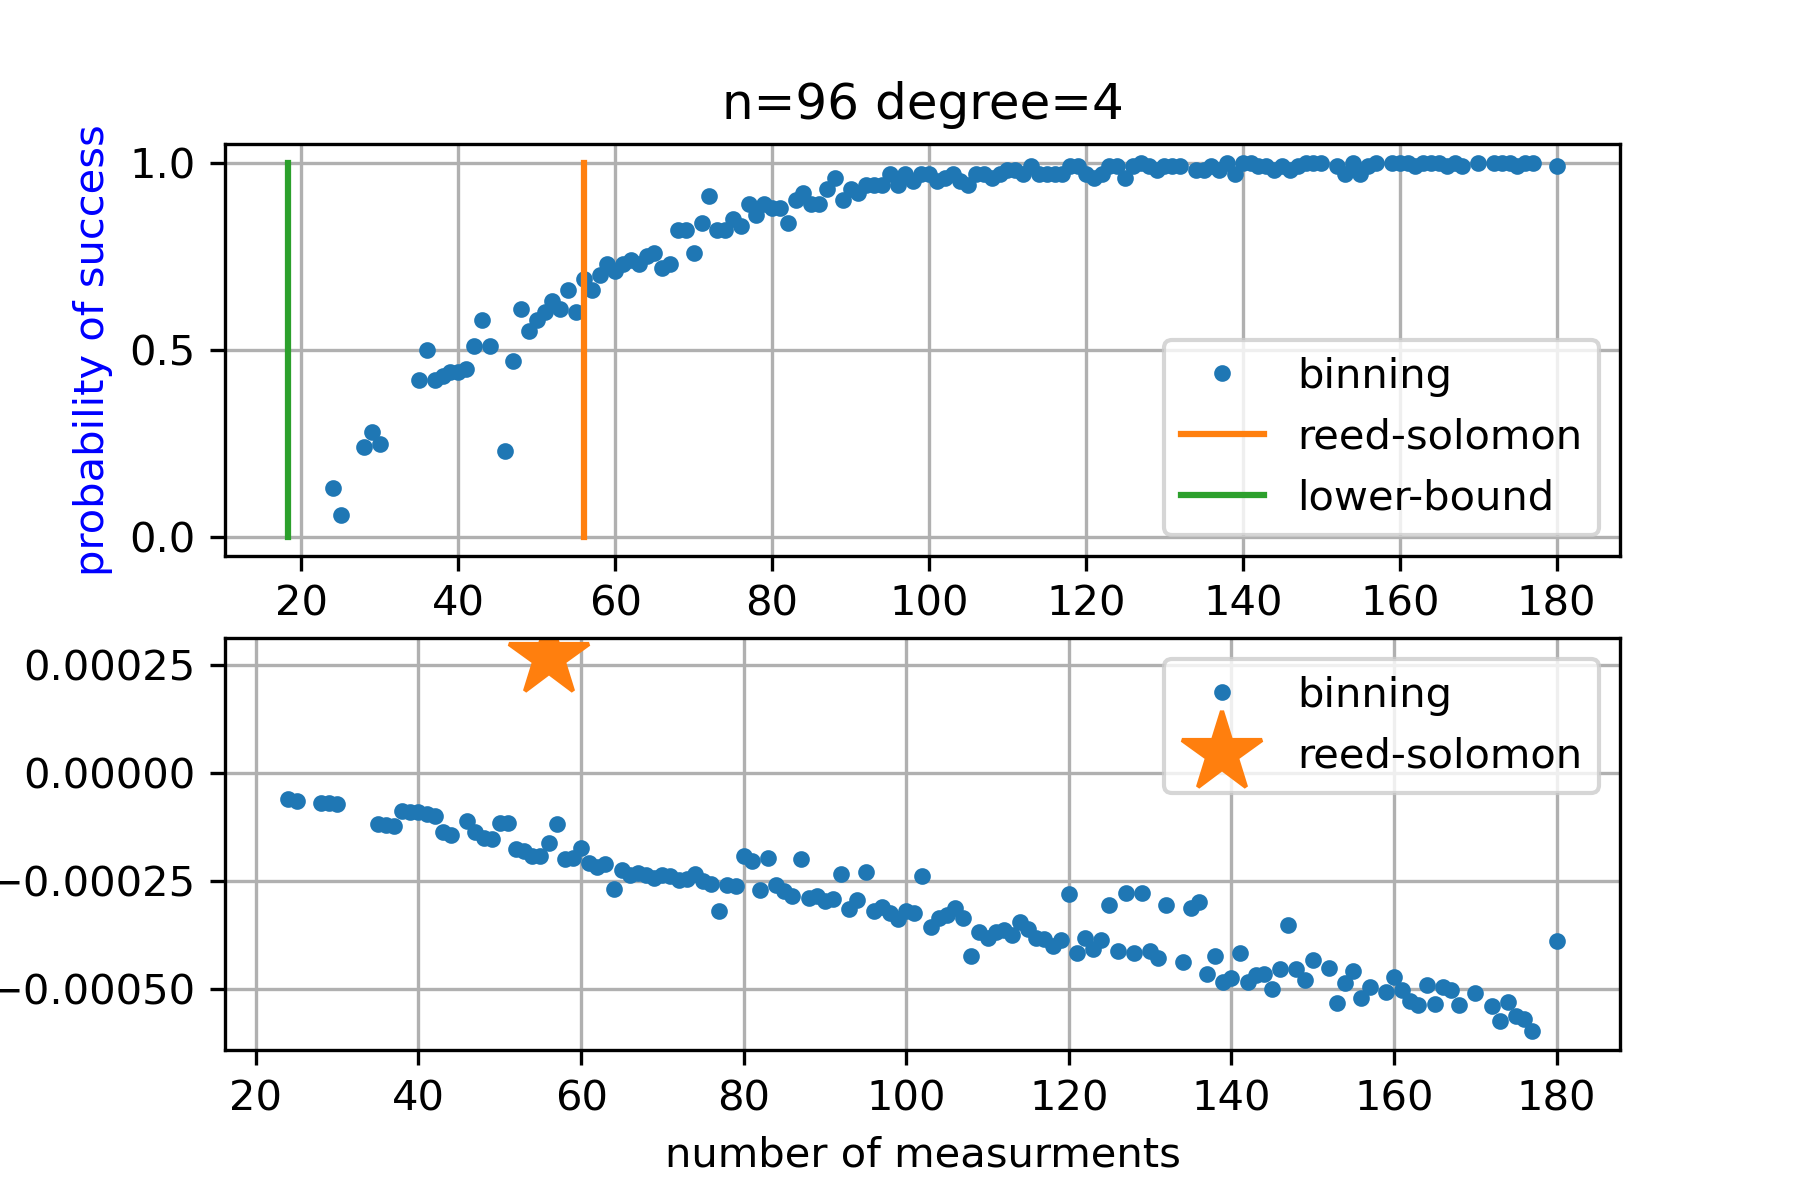 n=96 degree=4
probability of success
1.0
0.5
0.0
binning
reed-solomon
lower-bound
20 40 60 80 100 120 140 160 180
0.00025
0.00000
−0.00025
−0.00050
binning
reed-solomon
20 40 60 80 100 120 140 160 180
number of measurments